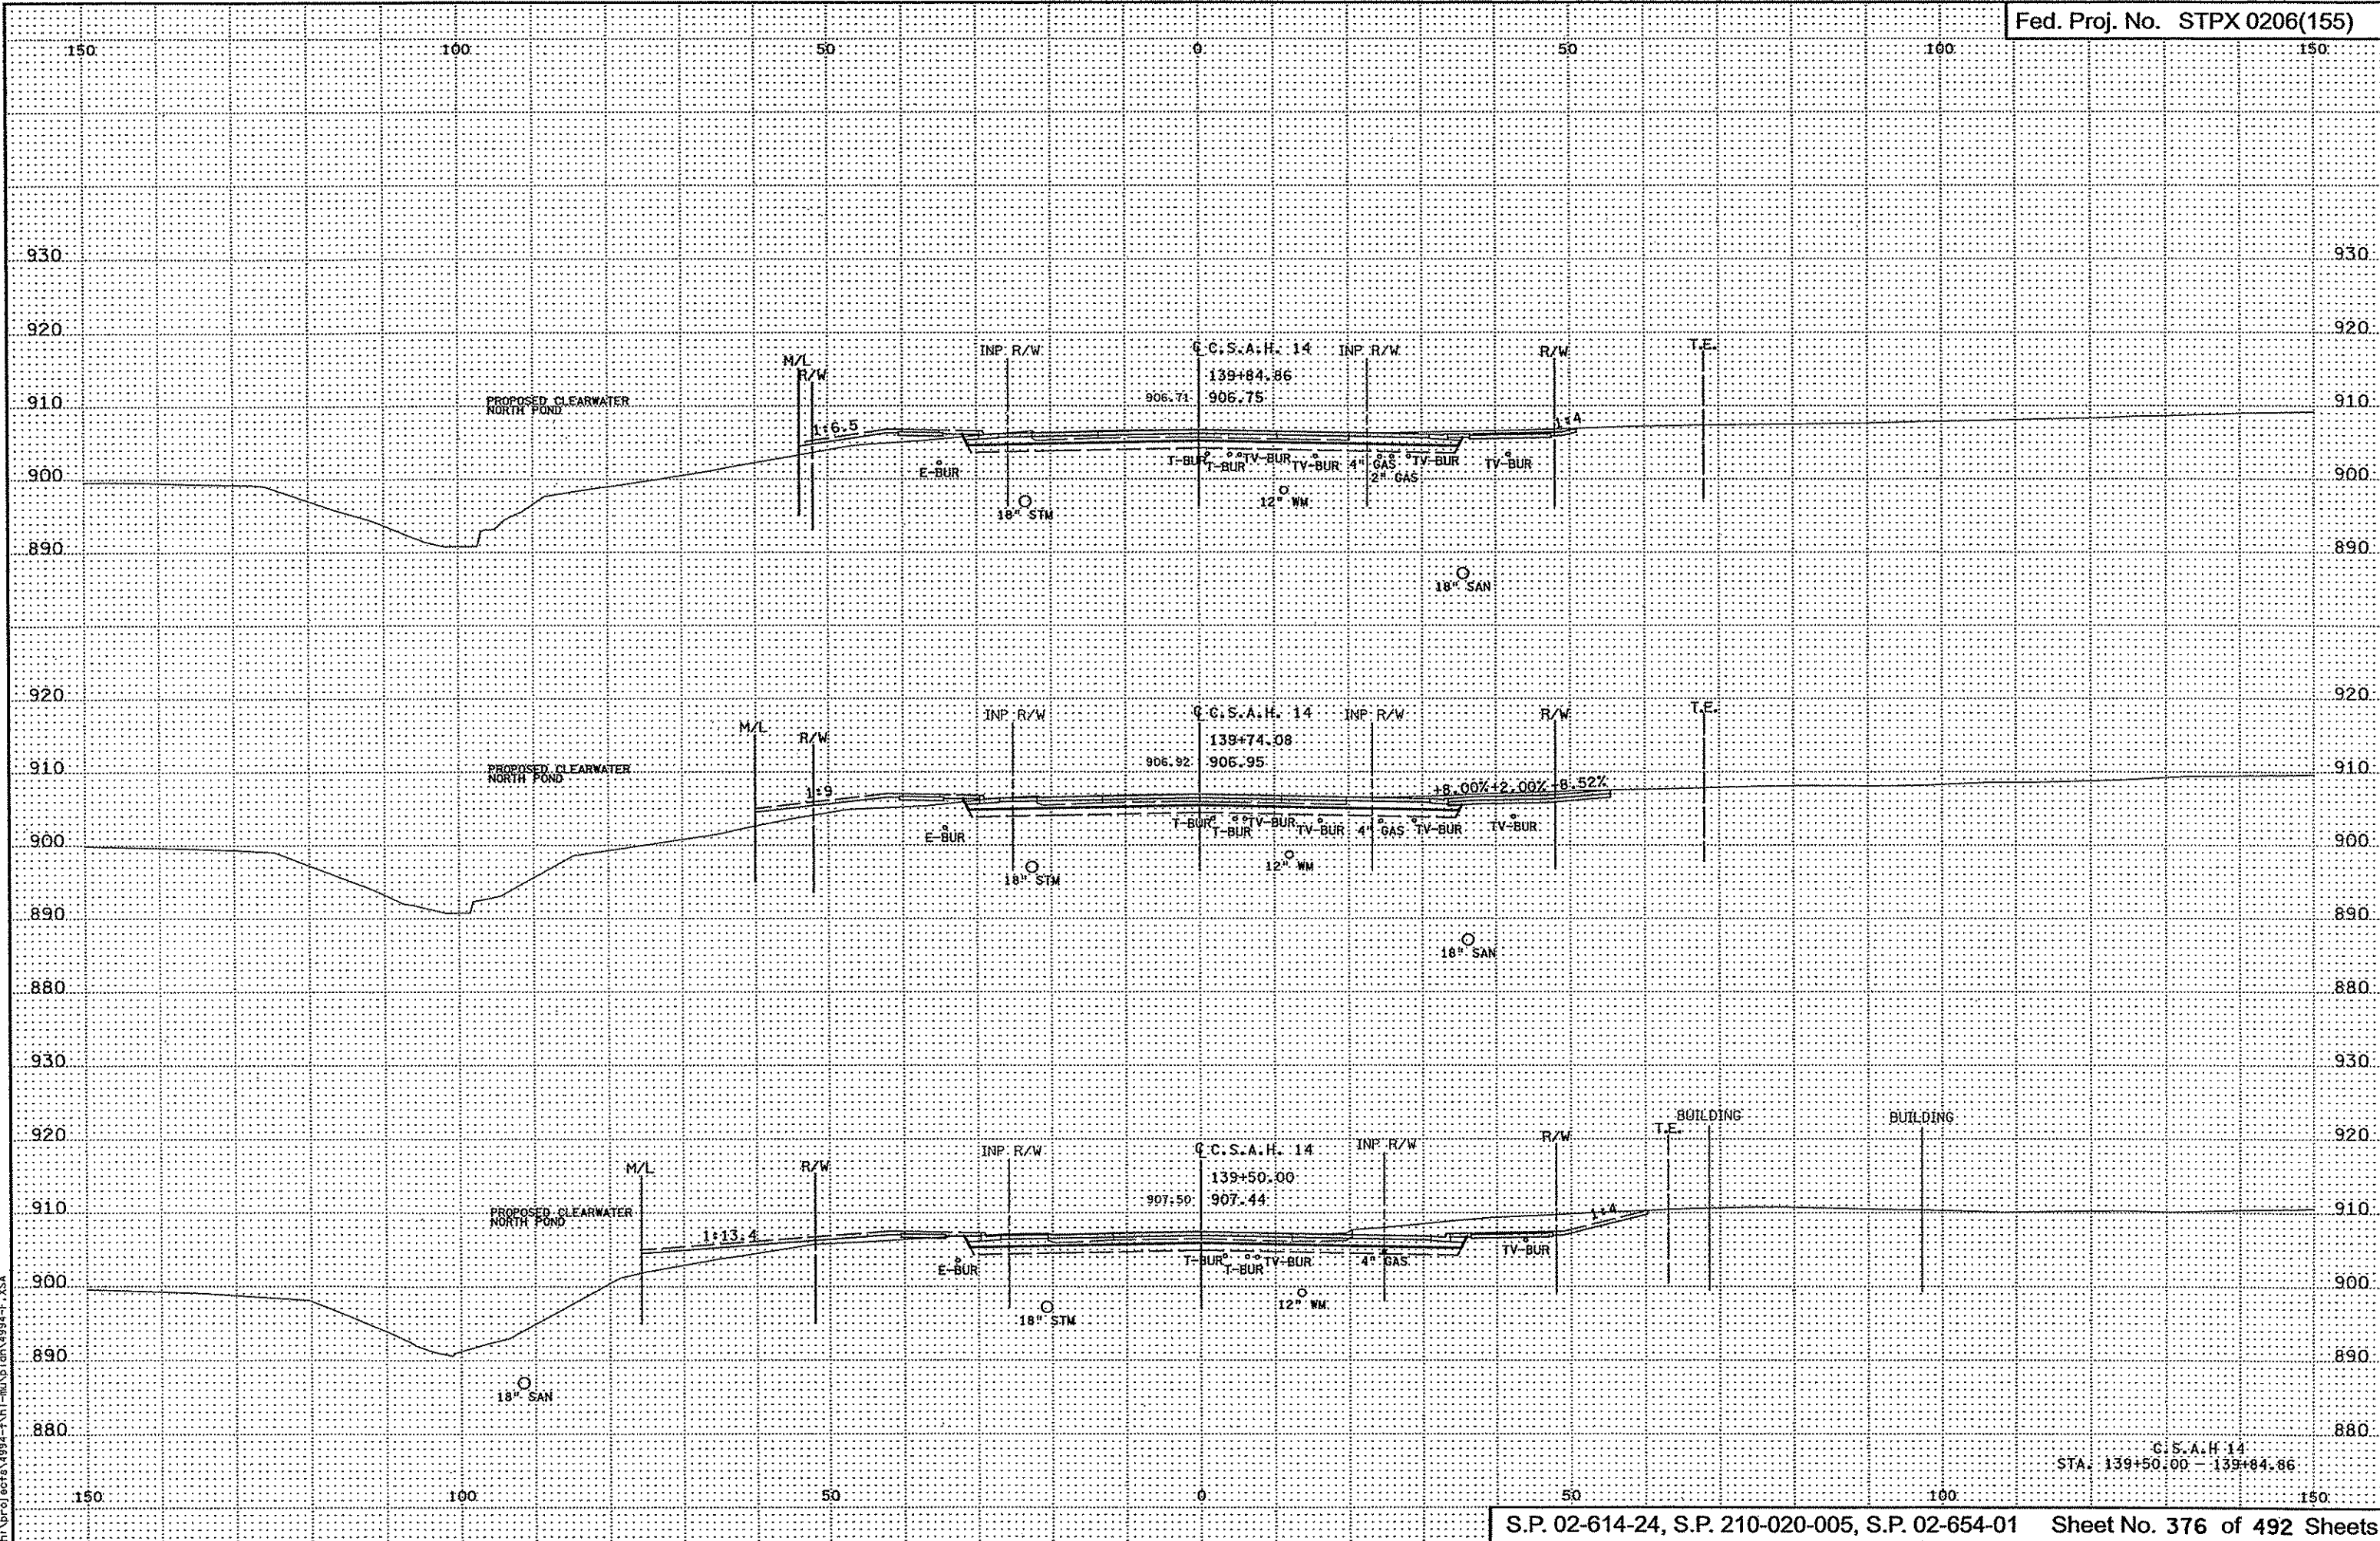 Fed. Proj. No. STPX 0206(155)
150 100 50 0 50 100 150
930 930
920 920
INP R/W ℄ C.S.A.H. 14 INP R/W R/W T.E.
M/L
R/W
139+84.86
906.71 906.75
910 910
PROPOSED CLEARWATER
NORTH POND
1:6.5 1:4
E-BUR T-BUR T-BUR TV-BUR TV-BUR 4" GAS TV-BUR TV-BUR
2" GAS
900 900
18" STM 12" WM
890 890
18" SAN
920 920
M/L R/W INP R/W ℄ C.S.A.H. 14 INP R/W R/W T.E.
139+74.08
906.92 906.95
910 910
PROPOSED CLEARWATER
NORTH POND
1:9 +8.00% +2.00% -8.52%
E-BUR T-BUR T-BUR TV-BUR TV-BUR 4" GAS TV-BUR TV-BUR
900 900
18" STM 12" WM
890 890
18" SAN
880 880
930 930
920 920
BUILDING BUILDING
M/L R/W INP R/W ℄ C.S.A.H. 14 INP R/W R/W T.E.
139+50.00
907.50 907.44
910 910
PROPOSED CLEARWATER
NORTH POND
1:13.4 1:4
E-BUR T-BUR T-BUR TV-BUR 4" GAS TV-BUR
900 900
18" STM 12" WM
890 890
18" SAN
880 880
C.S.A.H 14
STA. 139+50.00 - 139+84.86
150 100 50 0 50 100 150
S.P. 02-614-24, S.P. 210-020-005, S.P. 02-654-01 Sheet No. 376 of 492 Sheets